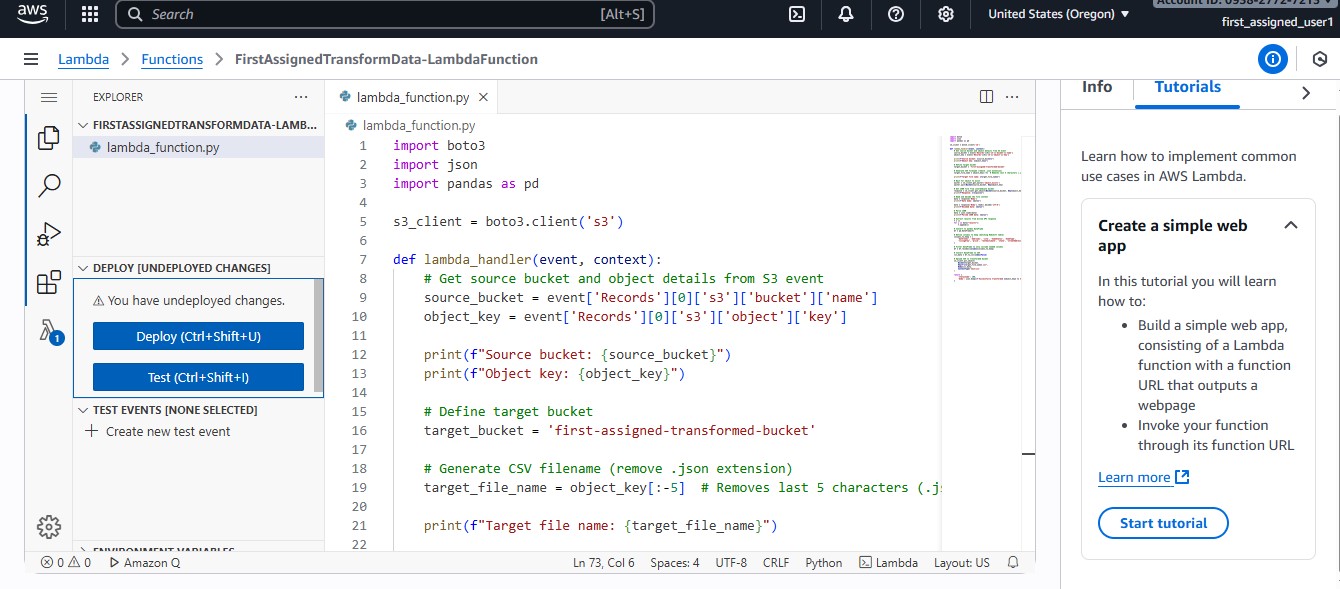 aws
Search
[Alt+S]
United States (Oregon)
first_assigned_user1
Lambda
Functions
FirstAssignedTransformData-LambdaFunction
EXPLORER
FIRSTASSIGNEDTRANSFORMDATA-LAMB...
lambda_function.py
DEPLOY [UNDEPLOYED CHANGES]
You have undeployed changes.
Deploy (Ctrl+Shift+U)
Test (Ctrl+Shift+I)
TEST EVENTS [NONE SELECTED]
Create new test event
ENVIRONMENT VARIABLES
1
lambda_function.py
lambda_function.py
1 import boto3
2 import json
3 import pandas as pd
4
5 s3_client = boto3.client('s3')
6
7 def lambda_handler(event, context):
8 # Get source bucket and object details from S3 event
9 source_bucket = event['Records'][0]['s3']['bucket']['name']
10 object_key = event['Records'][0]['s3']['object']['key']
11
12 print(f"Source bucket: {source_bucket}")
13 print(f"Object key: {object_key}")
14
15 # Define target bucket
16 target_bucket = 'first-assigned-transformed-bucket'
17
18 # Generate CSV filename (remove .json extension)
19 target_file_name = object_key[:-5] # Removes last 5 characters (.js
20
21 print(f"Target file name: {target_file_name}")
22
0 0
Amazon Q
Ln 73, Col 6
Spaces: 4
UTF-8
CRLF
Python
Lambda
Layout: US
Info
Tutorials
Learn how to implement common
use cases in AWS Lambda.
Create a simple web
app
In this tutorial you will learn
how to:
• Build a simple web app,
consisting of a Lambda
function with a function
URL that outputs a
webpage
• Invoke your function
through its function URL
Learn more
Start tutorial